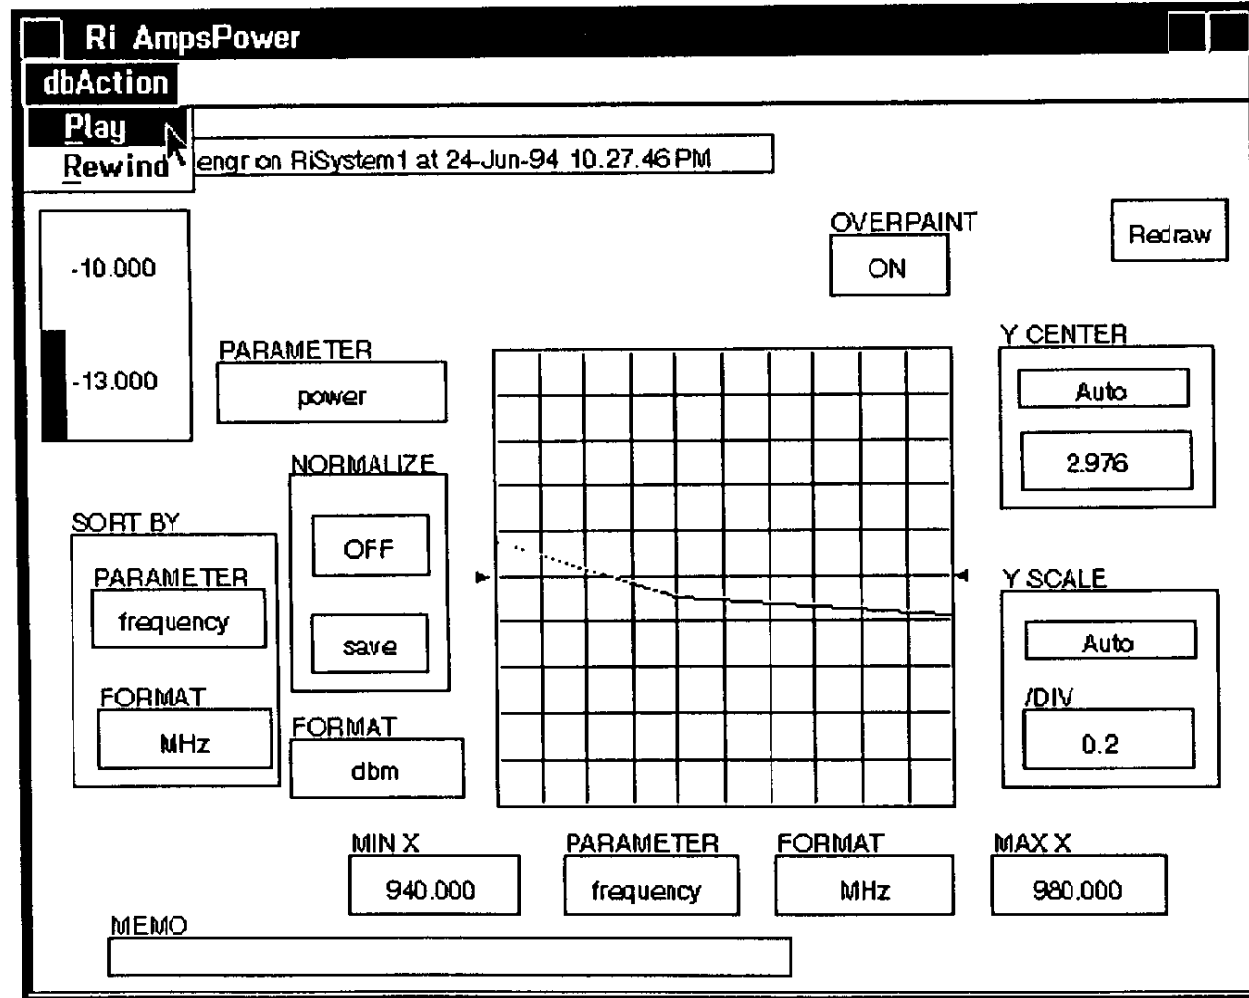 Ri AmpsPower
dbAction
Play
Rewind
engr on RiSystem1 at 24-Jun-94 10.27.46 PM
OVERPAINT
ON
Redraw
-10.000
-13.000
PARAMETER
power
Y CENTER
Auto
2.976
NORMALIZE
OFF
save
SORT BY
PARAMETER
frequency
FORMAT
MHz
FORMAT
dbm
Y SCALE
Auto
/DIV
0.2
MIN X
940.000
PARAMETER
frequency
FORMAT
MHz
MAX X
980.000
MEMO